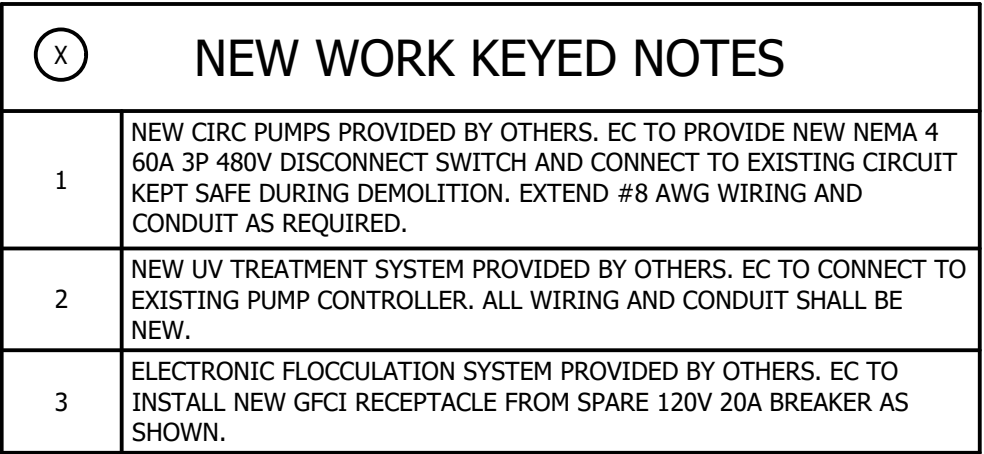 X
NEW WORK KEYED NOTES
1
NEW CIRC PUMPS PROVIDED BY OTHERS. EC TO PROVIDE NEW NEMA 4
60A 3P 480V DISCONNECT SWITCH AND CONNECT TO EXISTING CIRCUIT
KEPT SAFE DURING DEMOLITION. EXTEND #8 AWG WIRING AND
CONDUIT AS REQUIRED.
2
NEW UV TREATMENT SYSTEM PROVIDED BY OTHERS. EC TO CONNECT TO
EXISTING PUMP CONTROLLER. ALL WIRING AND CONDUIT SHALL BE
NEW.
3
ELECTRONIC FLOCCULATION SYSTEM PROVIDED BY OTHERS. EC TO
INSTALL NEW GFCI RECEPTACLE FROM SPARE 120V 20A BREAKER AS
SHOWN.